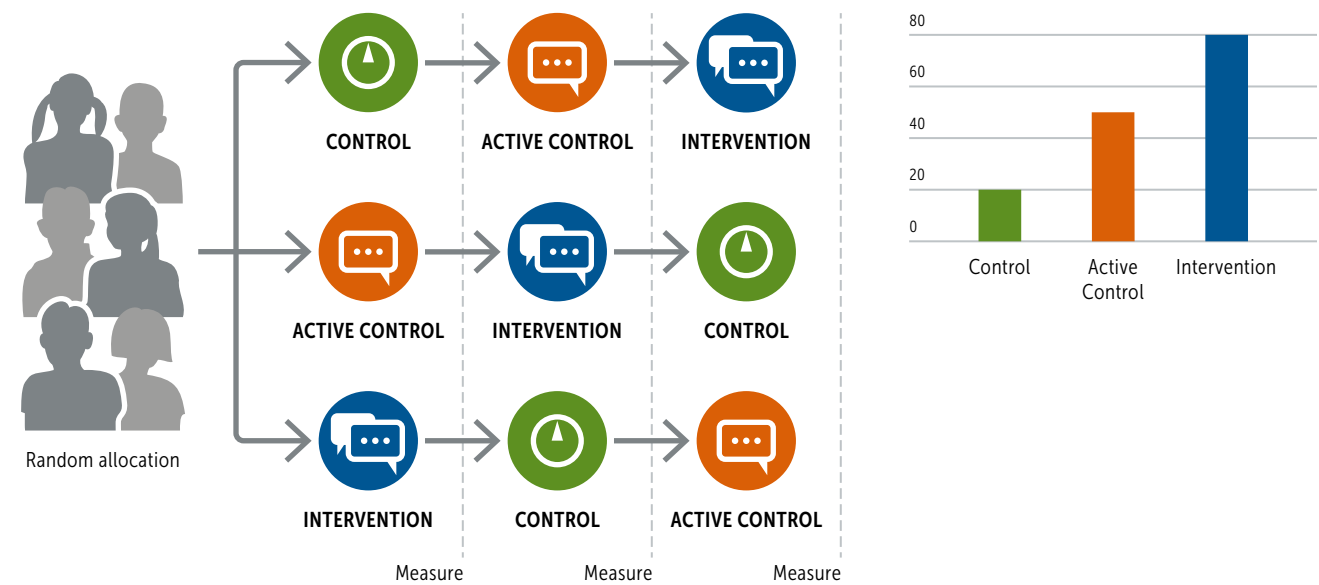 CONTROL
ACTIVE CONTROL
INTERVENTION
ACTIVE CONTROL
INTERVENTION
CONTROL
Random allocation
INTERVENTION
CONTROL
ACTIVE CONTROL
Measure
Measure
Measure
80
60
40
20
0
Control
Active
Control
Intervention